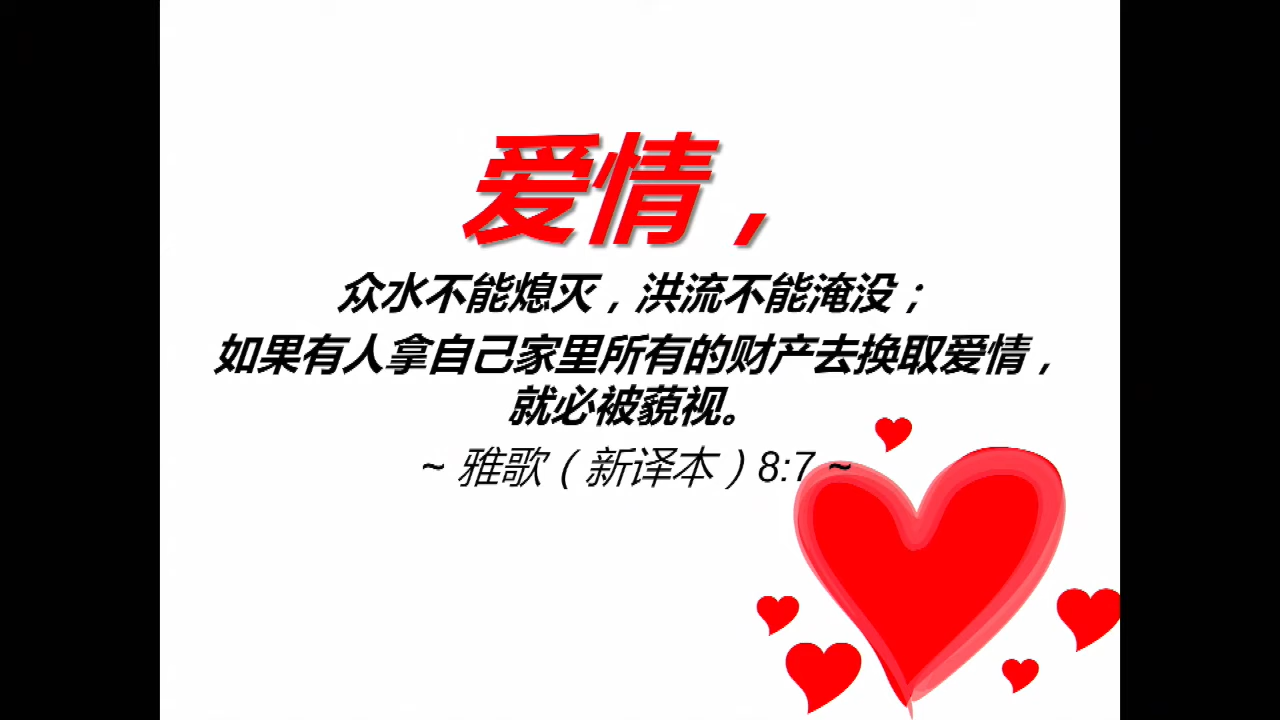 爱情，
众水不能熄灭，洪流不能淹没；
如果有人拿自己家里所有的财产去换取爱情，
就必被藐视。
~ 雅歌（新译本）8:7 ~